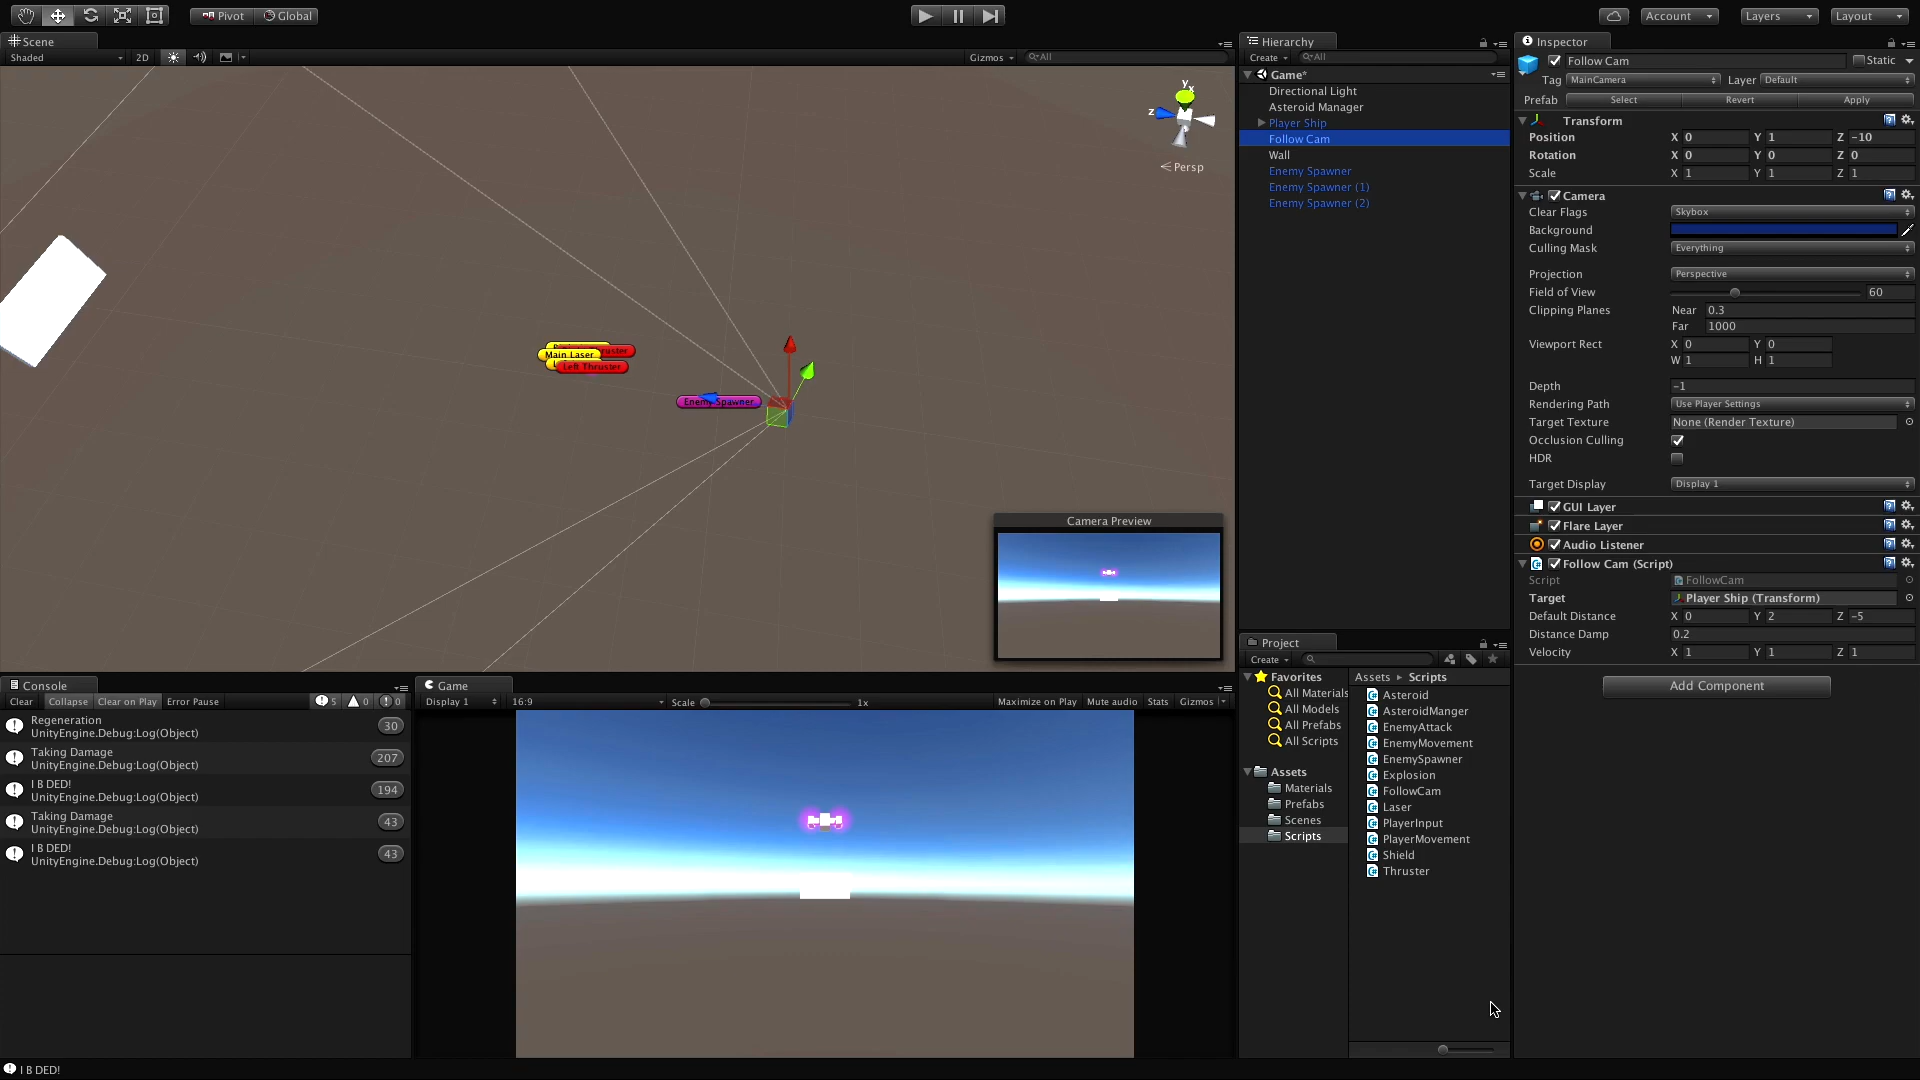 Pivot Global
Account Layers Layout
Scene
Shaded 2D Gizmos All
y
x
z
Persp
Main Laser
Left Thruster
Enemy Spawner
Camera Preview
Console
Clear Collapse Clear on Play Error Pause 5 0 0
Regeneration
UnityEngine.Debug:Log(Object) 30
Taking Damage
UnityEngine.Debug:Log(Object) 207
I B DED!
UnityEngine.Debug:Log(Object) 194
Taking Damage
UnityEngine.Debug:Log(Object) 43
I B DED!
UnityEngine.Debug:Log(Object) 43
I B DED!
Game
Display 1 16:9 Scale 1x Maximize on Play Mute audio Stats Gizmos
Hierarchy
Create All
Game*
Directional Light
Asteroid Manager
Player Ship
Follow Cam
Wall
Enemy Spawner
Enemy Spawner (1)
Enemy Spawner (2)
Project
Create
Favorites
All Materials
All Models
All Prefabs
All Scripts
Assets
Materials
Prefabs
Scenes
Scripts
Assets Scripts
Asteroid
AsteroidManger
EnemyAttack
EnemyMovement
EnemySpawner
Explosion
FollowCam
Laser
PlayerInput
PlayerMovement
Shield
Thruster
Inspector
Follow Cam Static
Tag MainCamera Layer Default
Prefab Select Revert Apply
Transform
Position X 0 Y 1 Z -10
Rotation X 0 Y 0 Z 0
Scale X 1 Y 1 Z 1
Camera
Clear Flags Skybox
Background
Culling Mask Everything
Projection Perspective
Field of View 60
Clipping Planes Near 0.3
Far 1000
Viewport Rect X 0 Y 0
W 1 H 1
Depth -1
Rendering Path Use Player Settings
Target Texture None (Render Texture)
Occlusion Culling
HDR
Target Display Display 1
GUI Layer
Flare Layer
Audio Listener
Follow Cam (Script)
Script FollowCam
Target Player Ship (Transform)
Default Distance X 0 Y 2 Z -5
Distance Damp 0.2
Velocity X 1 Y 1 Z 1
Add Component